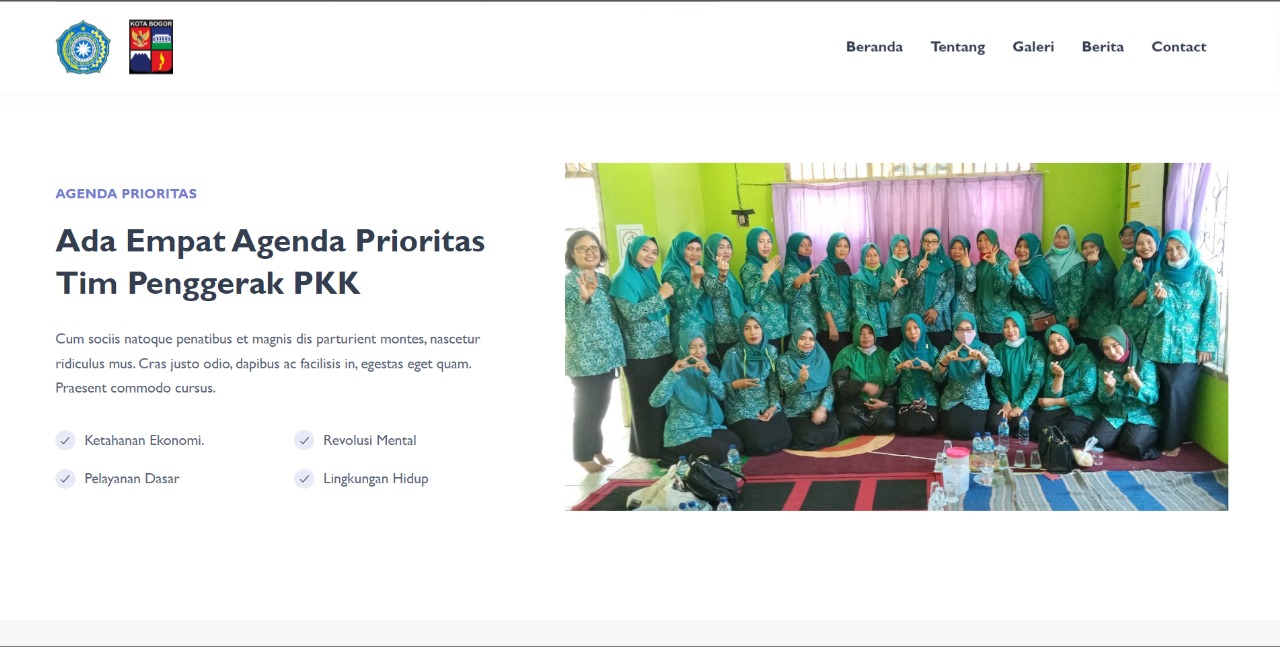 KOTA BOGOR
Beranda Tentang Galeri Berita Contact
AGENDA PRIORITAS
Ada Empat Agenda Prioritas
Tim Penggerak PKK
Cum sociis natoque penatibus et magnis dis parturient montes, nascetur
ridiculus mus. Cras justo odio, dapibus ac facilisis in, egestas eget quam.
Praesent commodo cursus.
Ketahanan Ekonomi.
Revolusi Mental
Pelayanan Dasar
Lingkungan Hidup